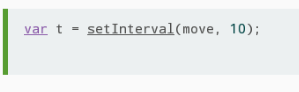 var t = setInterval(move, 10);